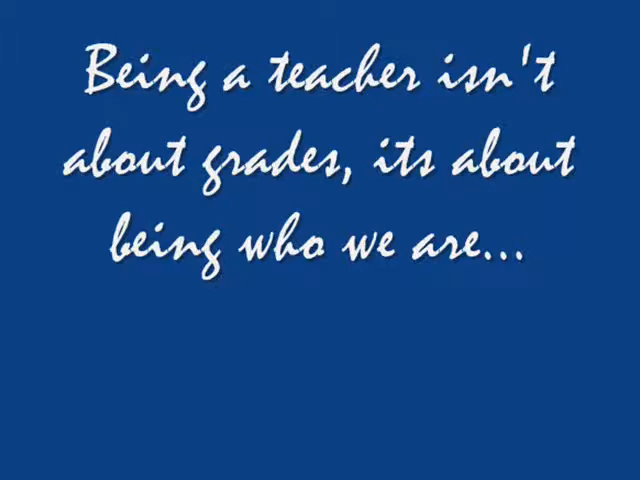 Being a teacher isn't
about grades, its about
being who we are...